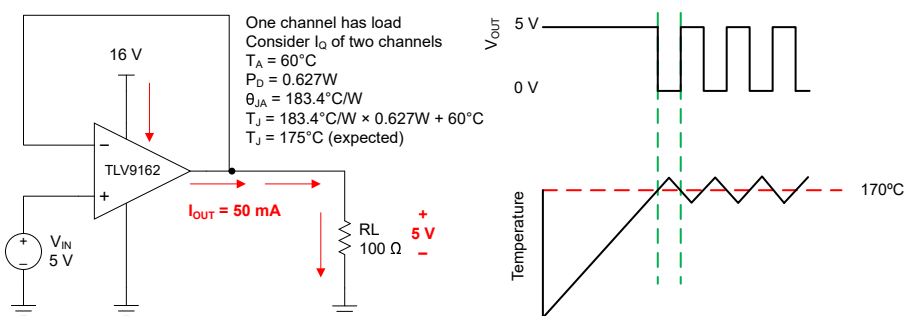 One channel has load
Consider IQ of two channels
TA = 60°C
PD = 0.627W
θJA = 183.4°C/W
TJ = 183.4°C/W × 0.627W + 60°C
TJ = 175°C (expected)
16 V
–
TLV9162
+
IOUT = 50 mA
+
–
VIN
5 V
RL
100 Ω
+
5 V
–
VOUT
5 V
0 V
Temperature
170ºC